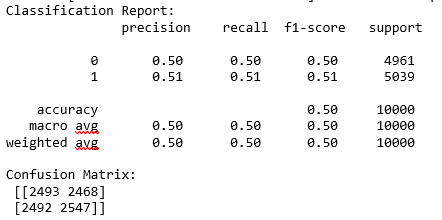 Classification Report:
precision recall f1-score support
0 0.50 0.50 0.50 4961
1 0.51 0.51 0.51 5039
accuracy 0.50 10000
macro avg 0.50 0.50 0.50 10000
weighted avg 0.50 0.50 0.50 10000
Confusion Matrix:
[[2493 2468]
[2492 2547]]